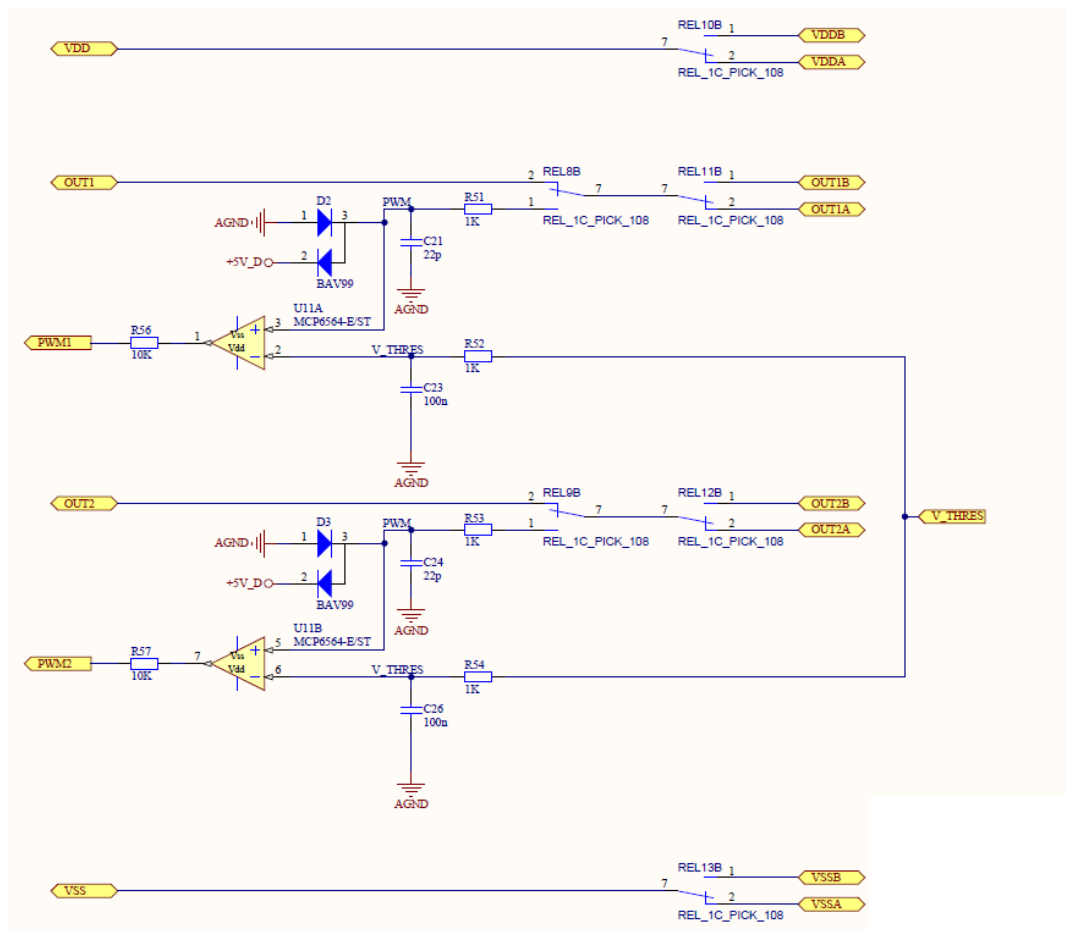 REL10B
1
VDDB
VDD
7
2
VDDA
REL_1C_PICK_108
REL8B
REL11B
OUT1
2
7
7
1
OUT1B
D2
PWM
R51
1
2
OUT1A
AGND
1
3
1K
REL_1C_PICK_108
REL_1C_PICK_108
C21
22p
+5V_D
2
BAV99
AGND
U11A
MCP6564-E/ST
R56
PWM1
10K
1
Vss
Vdd
+
-
3
2
V_THRES
R52
1K
C23
100n
AGND
REL9B
REL12B
OUT2
2
7
7
1
OUT2B
D3
PWM
R53
1
2
OUT2A
AGND
1
3
1K
REL_1C_PICK_108
REL_1C_PICK_108
V_THRES
C24
22p
+5V_D
2
BAV99
AGND
U11B
MCP6564-E/ST
R57
PWM2
10K
7
Vss
Vdd
+
-
5
6
V_THRES
R54
1K
C26
100n
AGND
REL13B
1
VSSB
VSS
7
2
VSSA
REL_1C_PICK_108